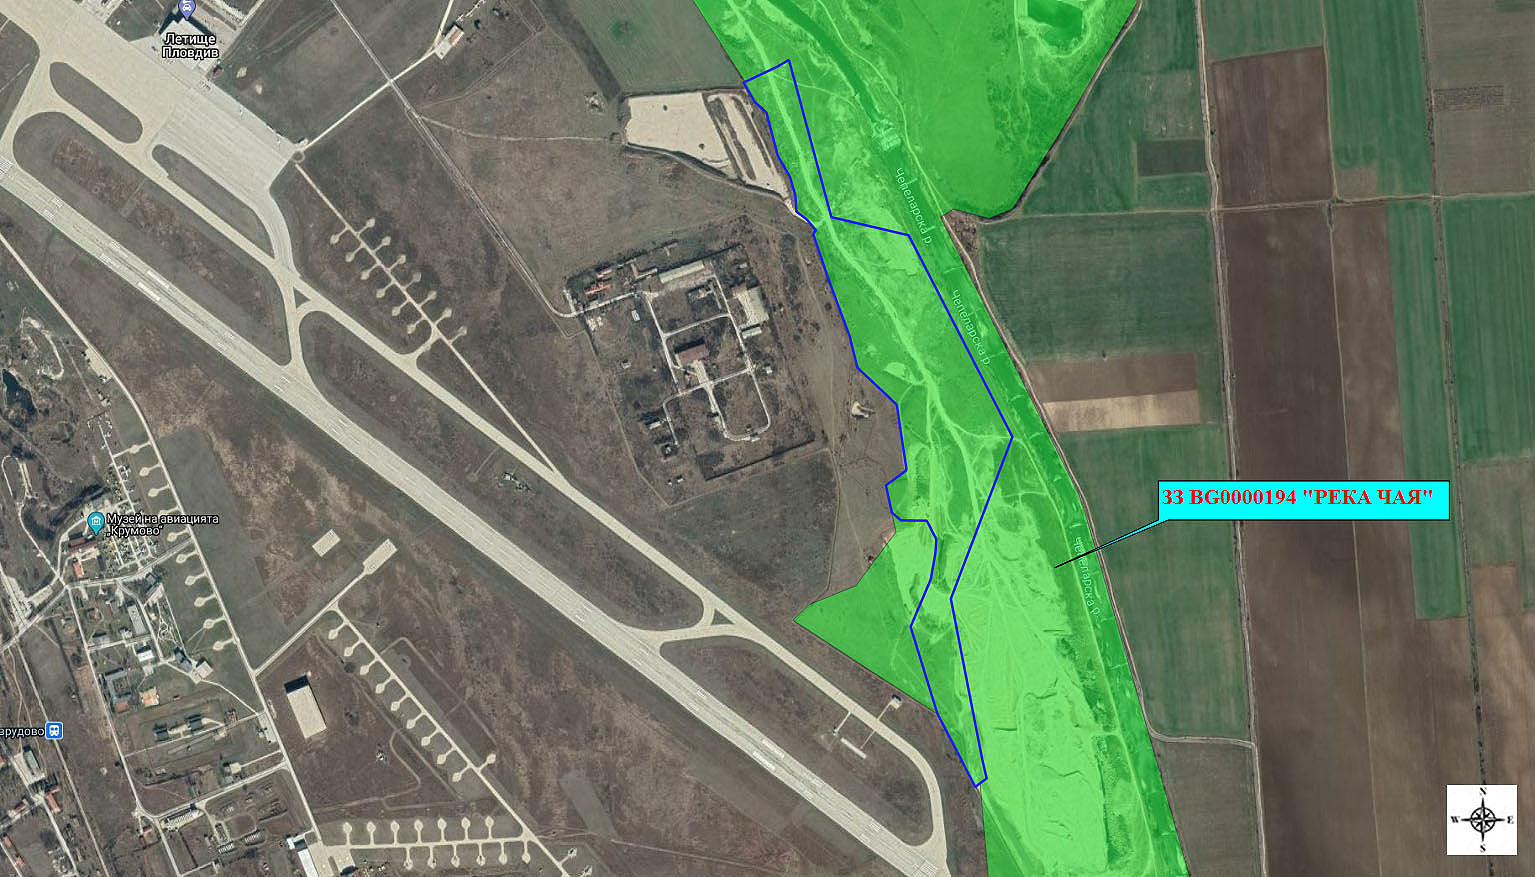 Летище
Пловдив
Чепеларска р.
Чепеларска р.
ЗЗ BG0000194 "РЕКА ЧАЯ"
Музей на авиацията
„Крумово“
Чепеларска р.
арудово
N
W E
S